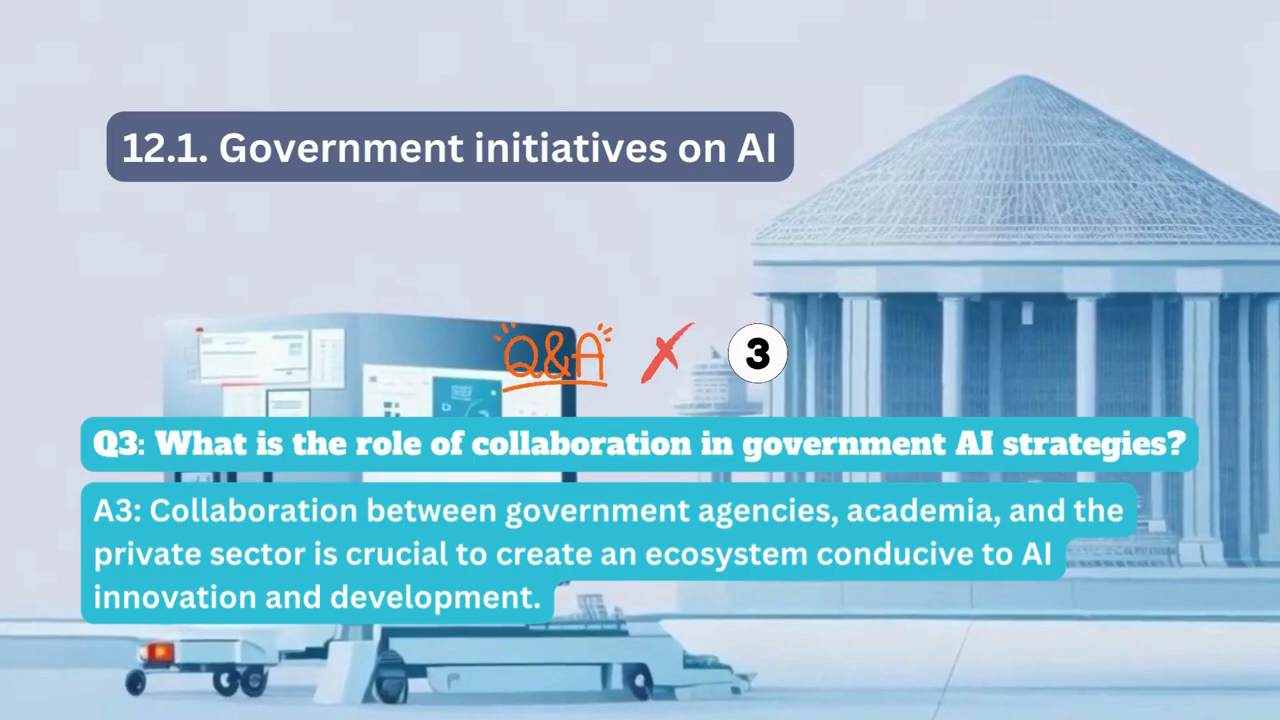 12.1. Government initiatives on AI
Q&A
3
Q3: What is the role of collaboration in government AI strategies?
A3: Collaboration between government agencies, academia, and the
private sector is crucial to create an ecosystem conducive to AI
innovation and development.